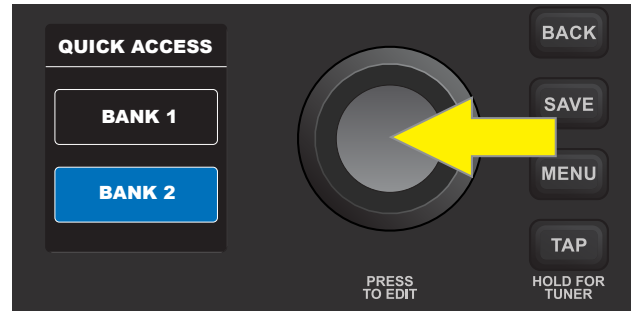 QUICK ACCESS
BANK 1
BANK 2
PRESS
TO EDIT
BACK
SAVE
MENU
TAP
HOLD FOR
TUNER